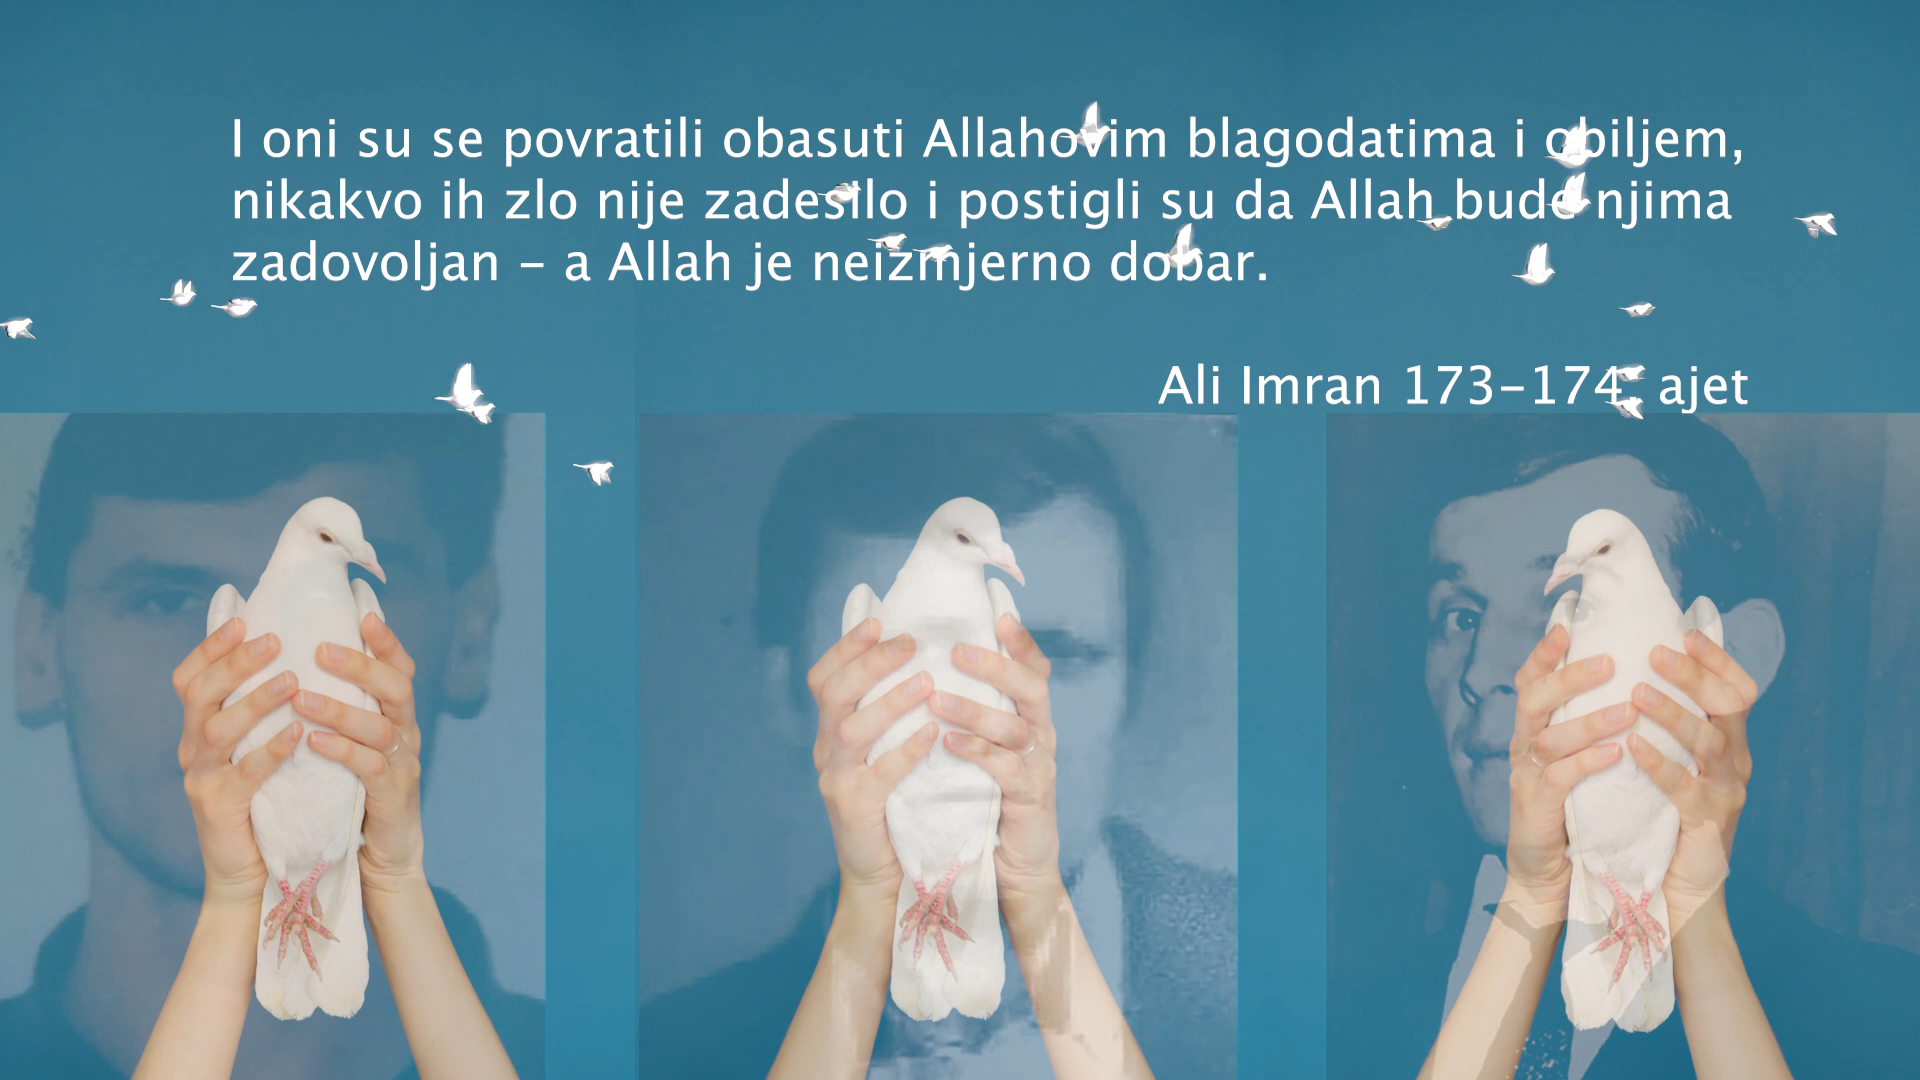 I oni su se povratili obasuti Allahovim blagodatima i obiljem,
nikakvo ih zlo nije zadesilo i postigli su da Allah bude njima
zadovoljan – a Allah je neizmjerno dobar.
Ali Imran 173-174. ajet